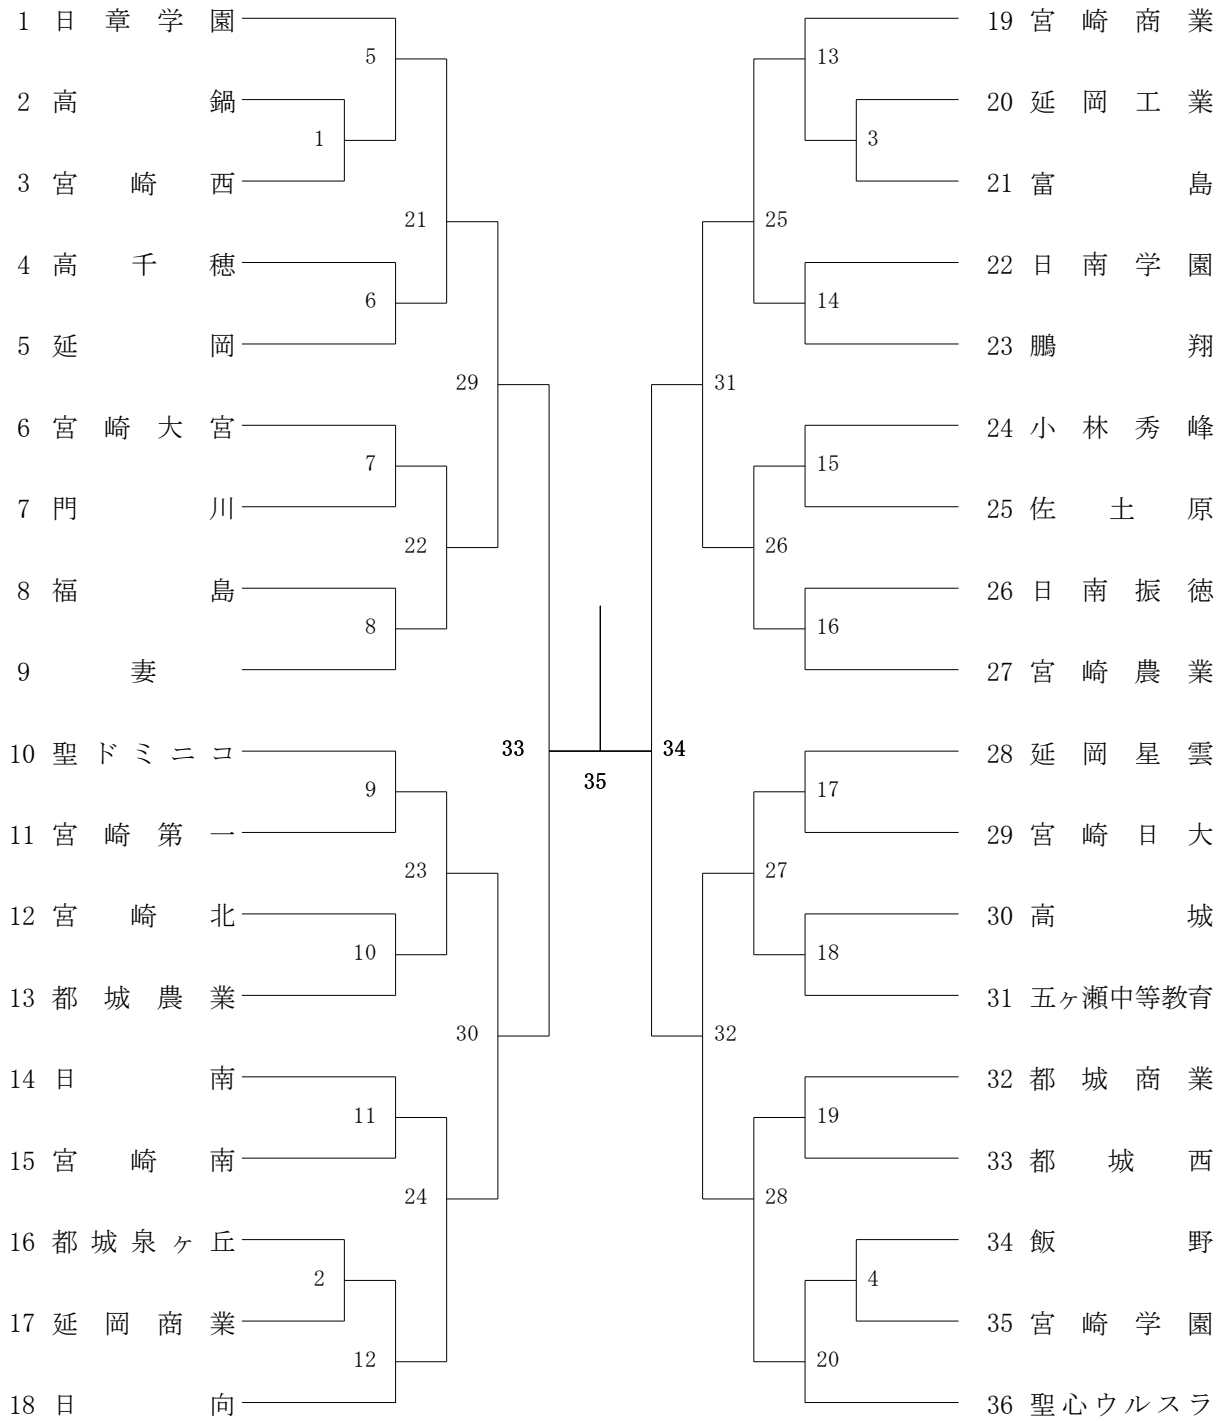 1 日章学園
5
2 高鍋
1
3 宮崎西
21
4 高千穂
6
5 延岡
29
6 宮崎大宮
7
7 門川
22
8 福島
8
9 妻
33
10 聖ドミニコ
9
11 宮崎第一
23
12 宮崎北
10
13 都城農業
30
14 日南
11
15 宮崎南
24
16 都城泉ヶ丘
2
17 延岡商業
12
18 日向
35
19 宮崎商業
13
20 延岡工業
3
21 富島
25
22 日南学園
14
23 鵬翔
31
24 小林秀峰
15
25 佐土原
26
26 日南振徳
16
27 宮崎農業
34
28 延岡星雲
17
29 宮崎日大
27
30 高城
18
31 五ヶ瀬中等教育
32
32 都城商業
19
33 都城西
28
34 飯野
4
35 宮崎学園
20
36 聖心ウルスラ